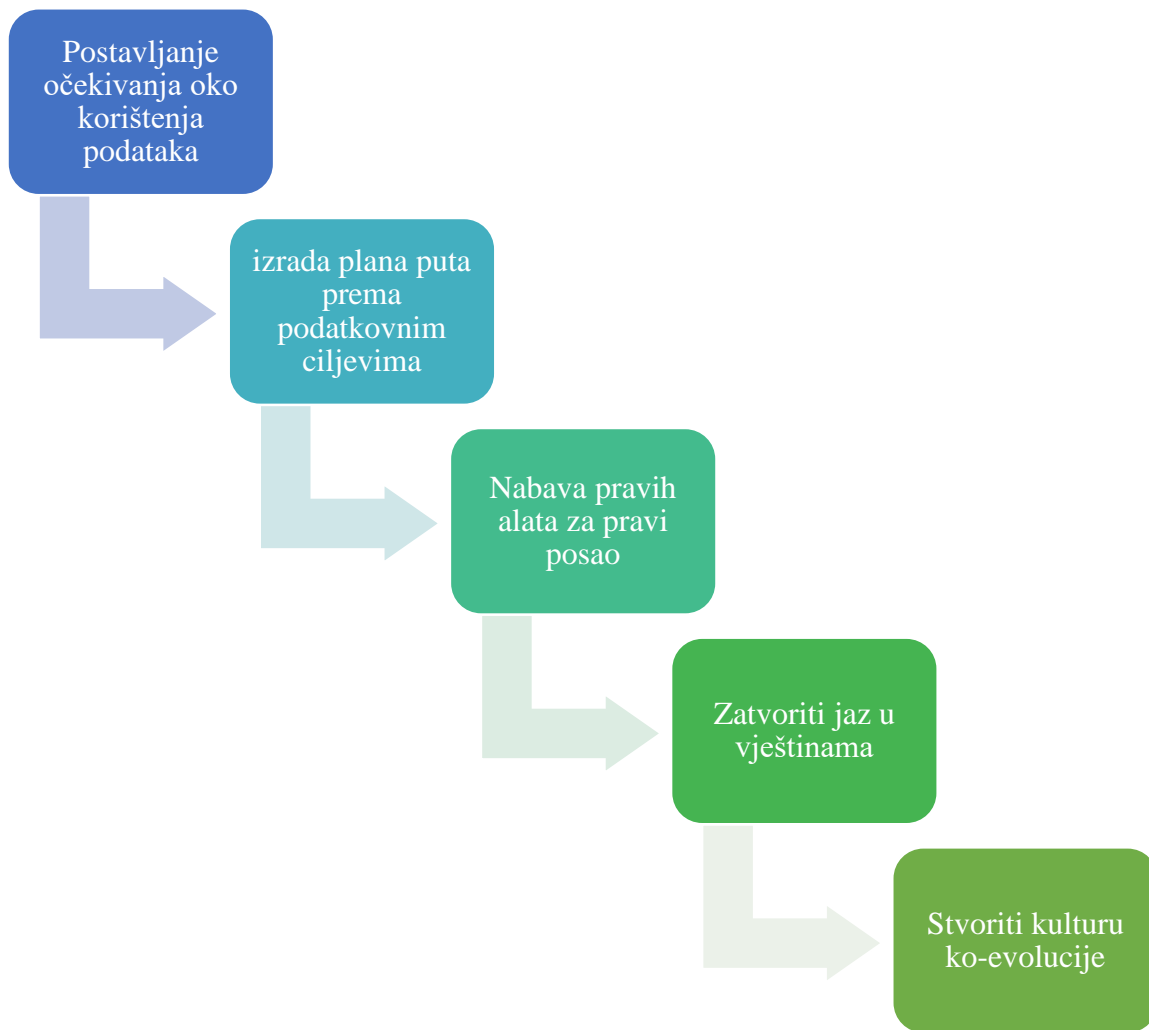 Postavljanje
očekivanja oko
korištenja
podataka
izrada plana puta
prema
podatkovnim
ciljevima
Nabava pravih
alata za pravi
posao
Zatvoriti jaz u
vještinama
Stvoriti kulturu
ko-evolucije